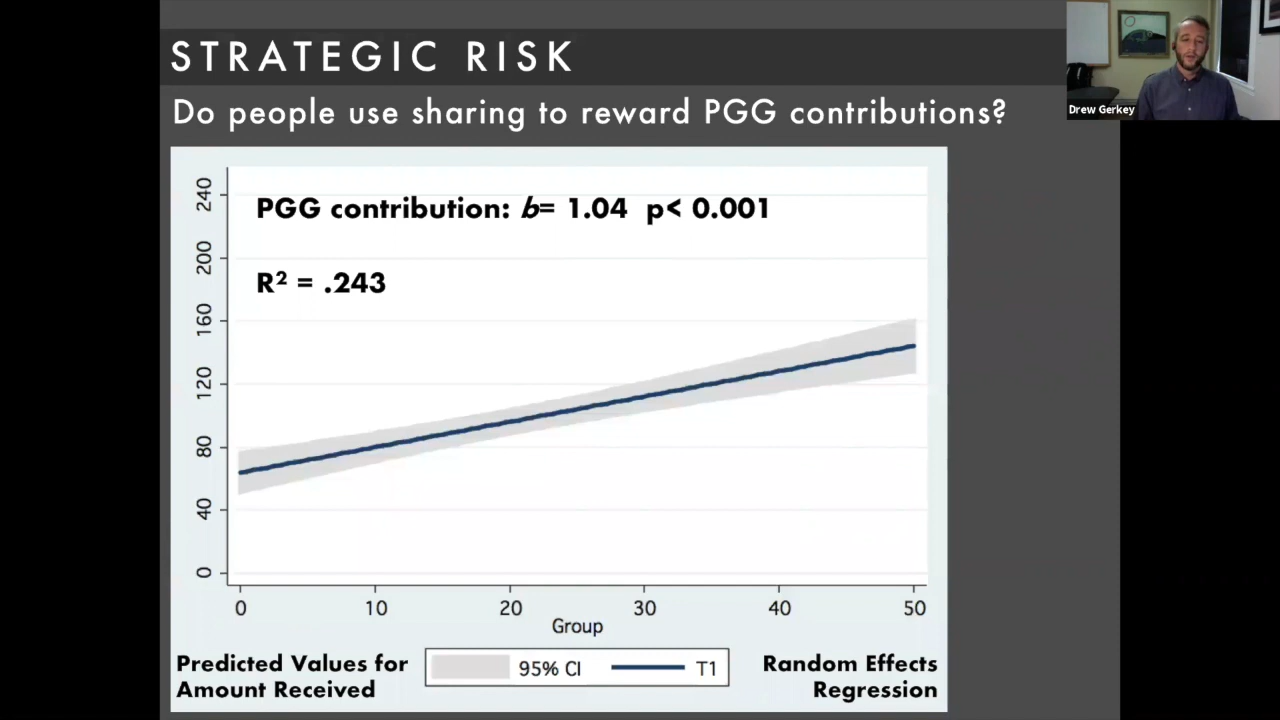 STRATEGIC RISK
Drew Gerkey
Do people use sharing to reward PGG contributions?
PGG contribution: b= 1.04 p< 0.001
R² = .243
240
200
160
120
80
40
0
0 10 20 30 40 50
Group
Predicted Values for
Amount Received
95% CI T1
Random Effects
Regression